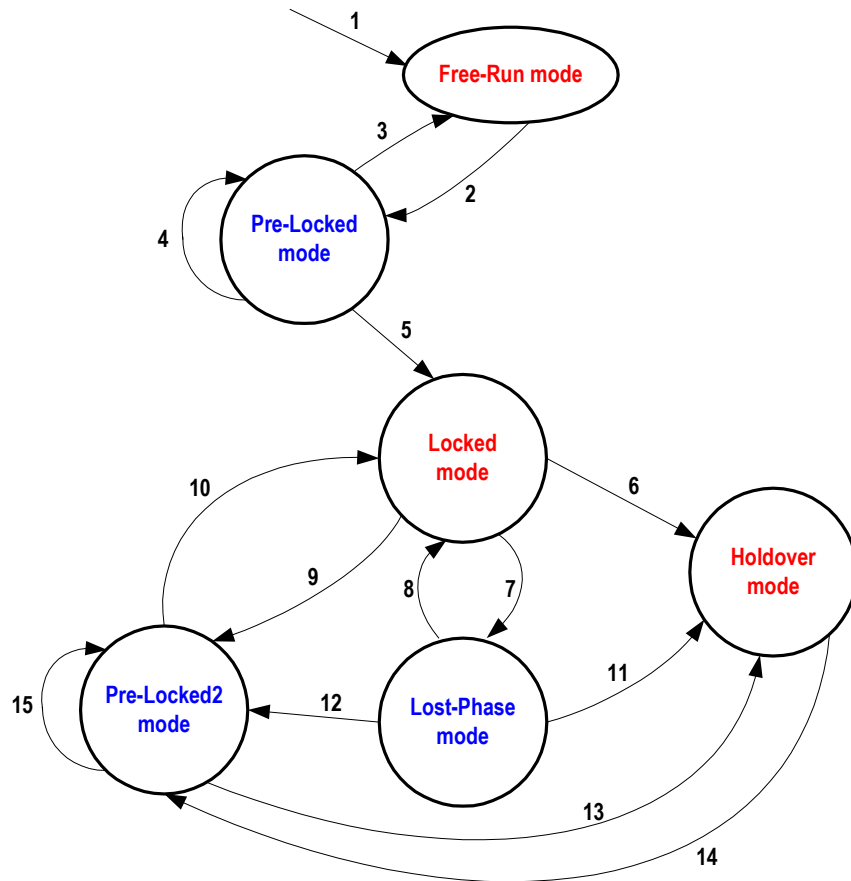 1
Free-Run mode
3
2
Pre-Locked
mode
4
5
Locked
mode
10
6
Holdover
mode
9
8
7
11
Pre-Locked2
mode
15
12
Lost-Phase
mode
13
14